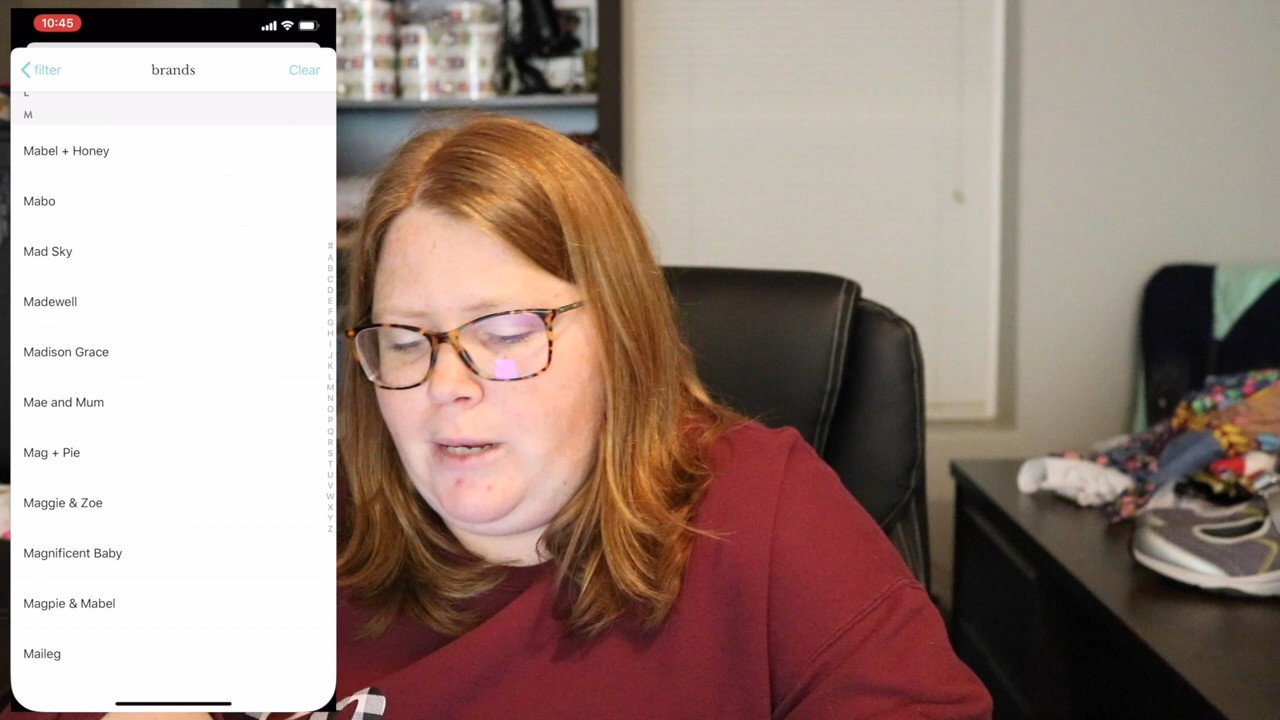 10:45
filter
brands
Clear
L
M
Mabel + Honey
Mabo
Mad Sky
Madewell
Madison Grace
Mae and Mum
Mag + Pie
Maggie & Zoe
Magnificent Baby
Magpie & Mabel
Maileg
#
A
B
C
D
E
F
G
H
I
J
K
L
M
N
O
P
Q
R
S
T
U
V
W
X
Y
Z